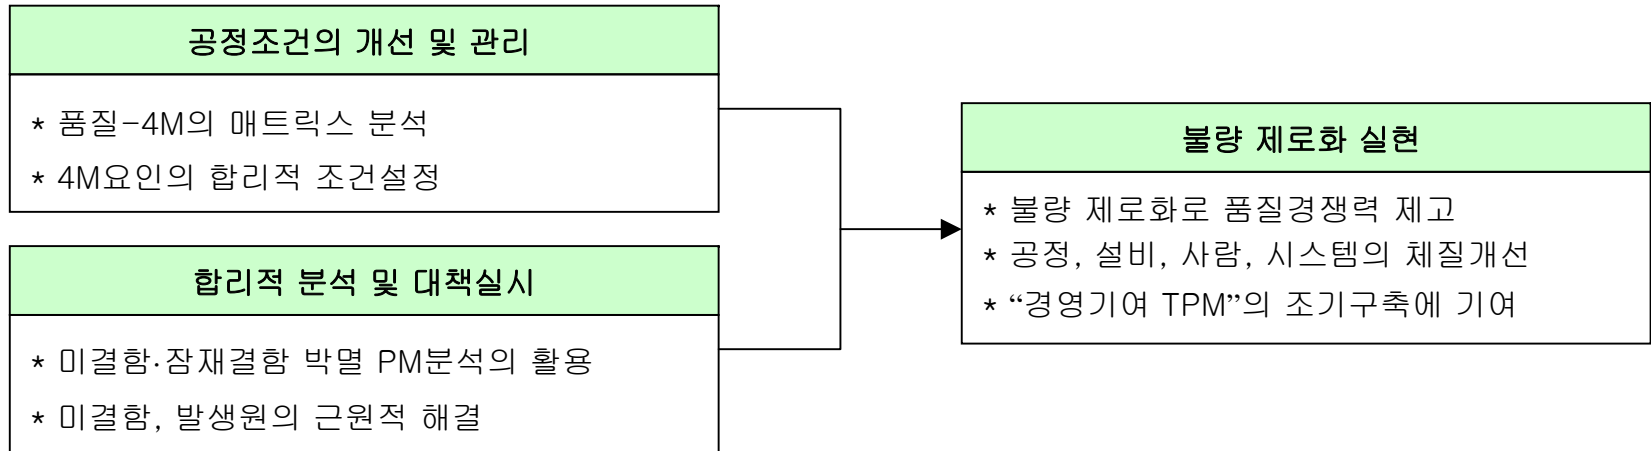 공정조건의 개선 및 관리
* 품질-4M의 매트릭스 분석
* 4M요인의 합리적 조건설정
합리적 분석 및 대책실시
* 미결함·잠재결함 박멸 PM분석의 활용
* 미결함, 발생원의 근원적 해결
불량 제로화 실현
* 불량 제로화로 품질경쟁력 제고
* 공정, 설비, 사람, 시스템의 체질개선
* “경영기여 TPM”의 조기구축에 기여